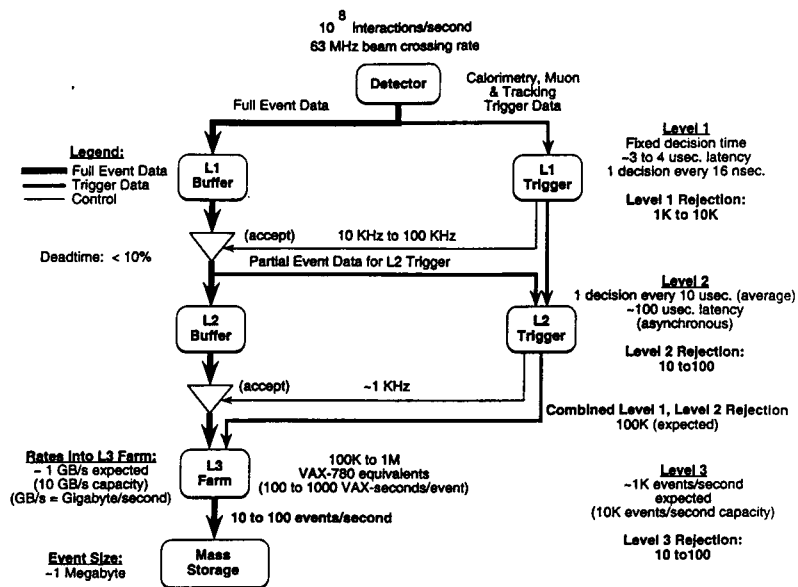 10^8 Interactions/second
63 MHz beam crossing rate
Detector
Calorimetry, Muon
& Tracking
Trigger Data
Full Event Data
Legend:
Full Event Data
Trigger Data
Control
L1
Buffer
L1
Trigger
Level 1
Fixed decision time
~3 to 4 usec. latency
1 decision every 16 nsec.
Level 1 Rejection:
1K to 10K
(accept) 10 KHz to 100 KHz
Deadtime: < 10%
Partial Event Data for L2 Trigger
L2
Buffer
L2
Trigger
Level 2
1 decision every 10 usec. (average)
~100 usec. latency
(asynchronous)
Level 2 Rejection:
10 to100
(accept) ~1 KHz
Combined Level 1, Level 2 Rejection
100K (expected)
Rates Into L3 Farm:
~ 1 GB/s expected
(10 GB/s capacity)
(GB/s = Gigabyte/second)
L3
Farm
100K to 1M
VAX-780 equivalents
(100 to 1000 VAX-seconds/event)
Level 3
~1K events/second
expected
(10K events/second capacity)
Level 3 Rejection:
10 to100
10 to 100 events/second
Event Size:
~1 Megabyte
Mass
Storage